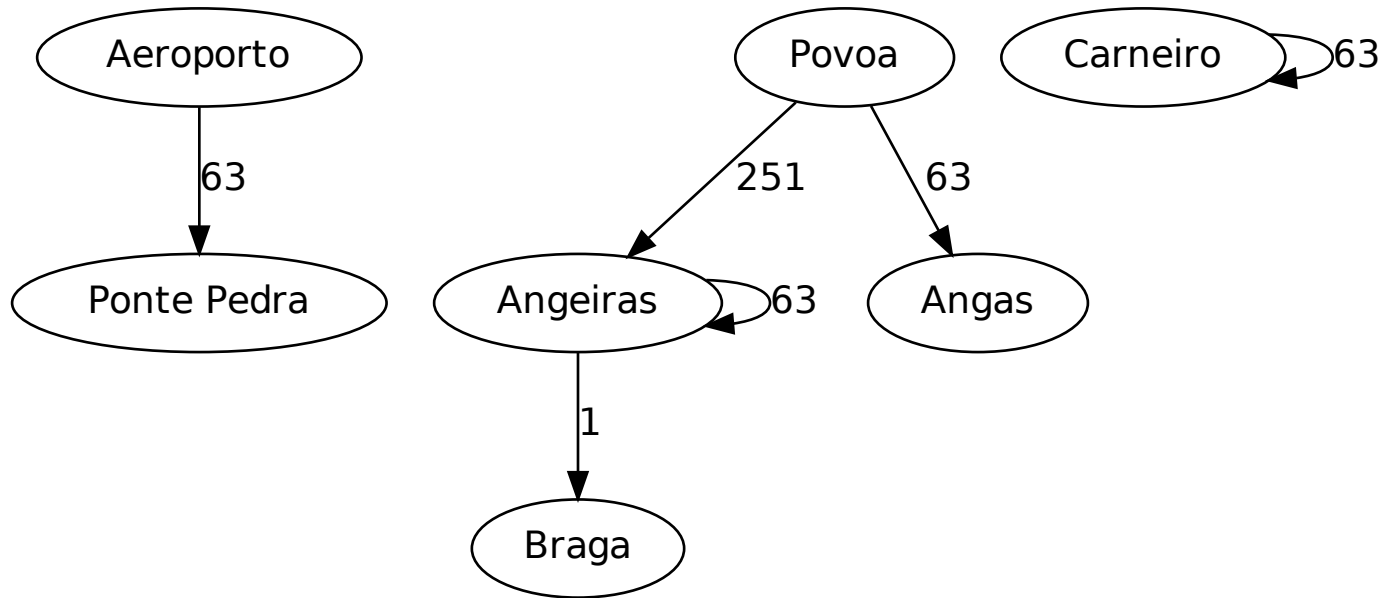 Aeroporto
Povoa
Carneiro
63
63
251
63
Ponte Pedra
Angeiras
63
Angas
1
Braga